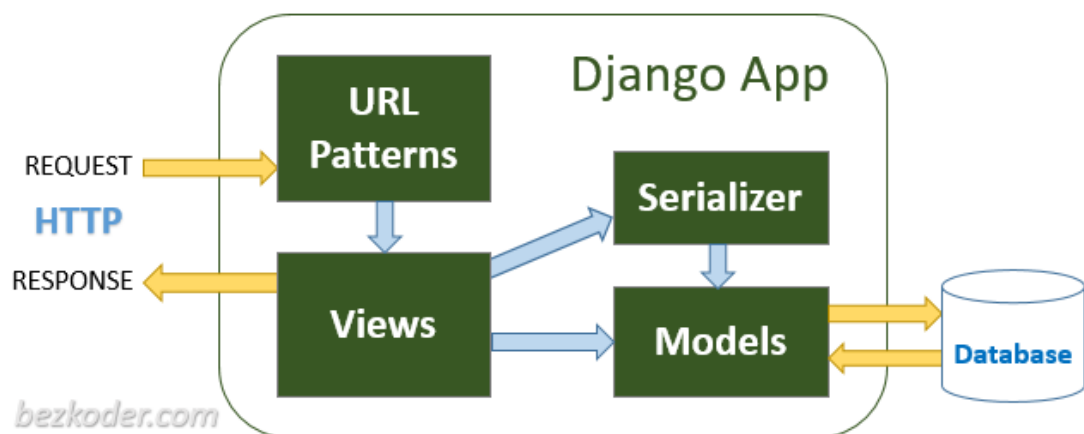 Django App
URL
Patterns
REQUEST
HTTP
RESPONSE
Serializer
Views
Models
Database
bezkoder.com